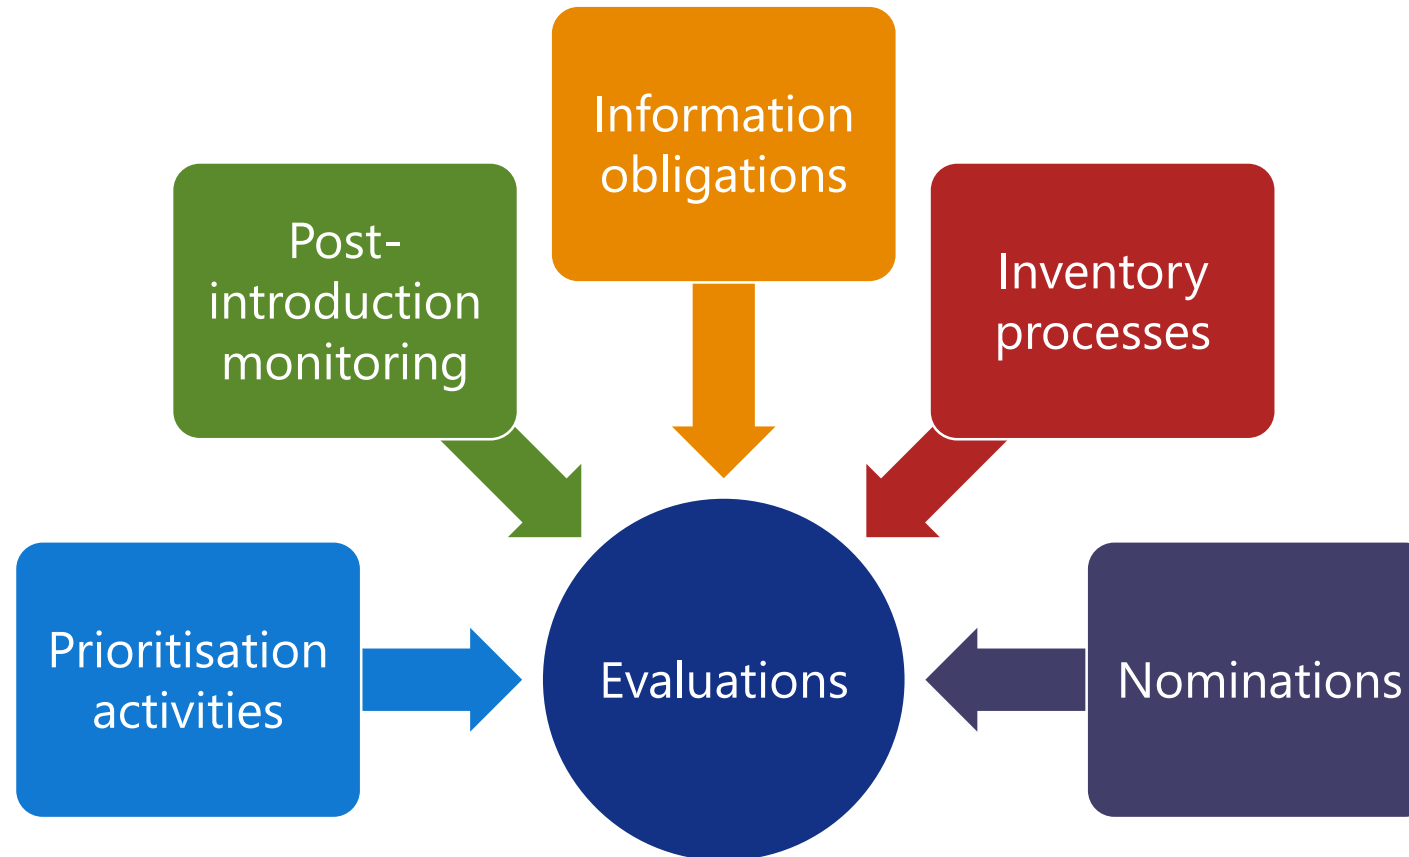 Information
obligations
Post-
introduction
monitoring
Inventory
processes
Prioritisation
activities
Evaluations
Nominations